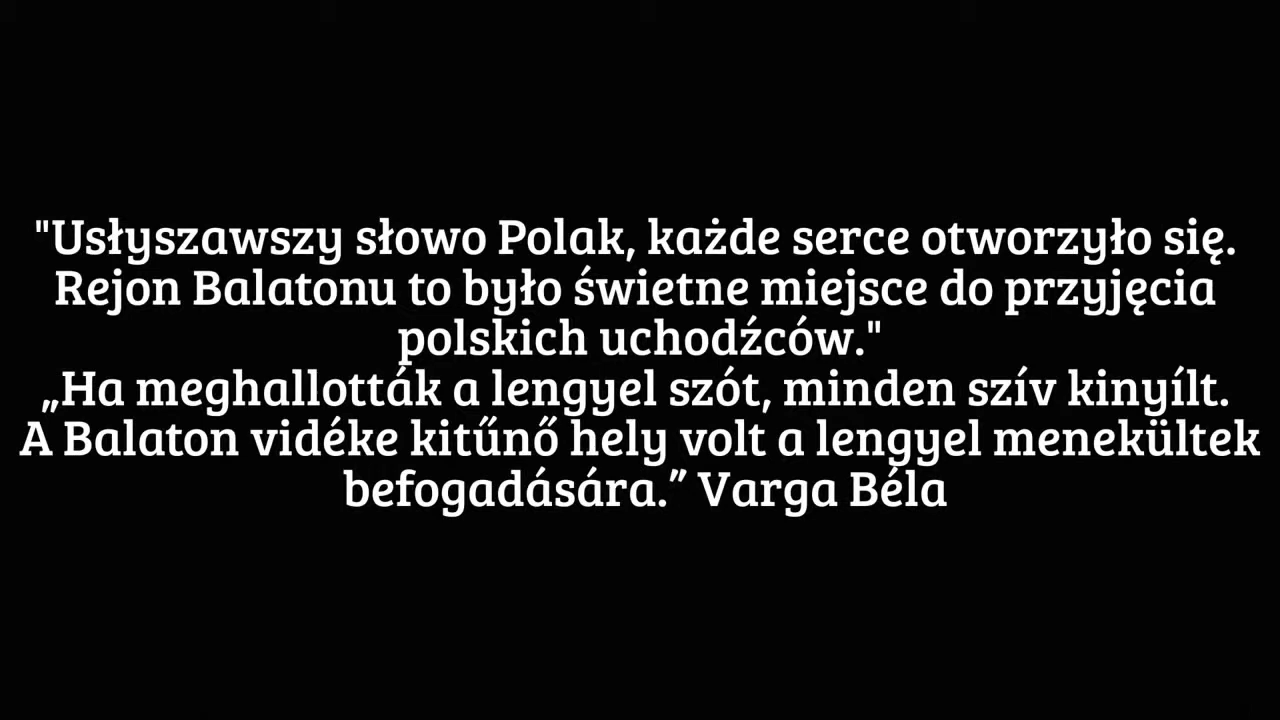 "Usłyszawszy słowo Polak, każde serce otworzyło się.
Rejon Balatonu to było świetne miejsce do przyjęcia
polskich uchodźców."
„Ha meghallották a lengyel szót, minden szív kinyílt.
A Balaton vidéke kitűnő hely volt a lengyel menekültek
befogadására.” Varga Béla